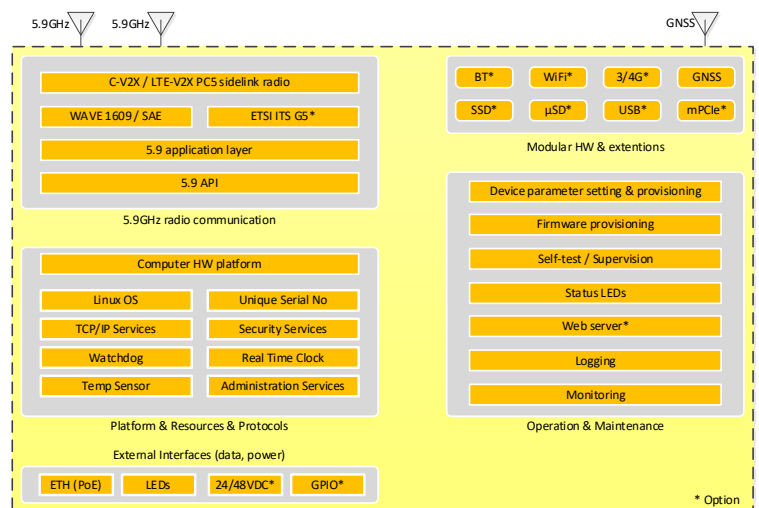 5.9GHz
5.9GHz
GNSS
C-V2X / LTE-V2X PC5 sidelink radio
WAVE 1609 / SAE
ETSI ITS G5*
5.9 application layer
5.9 API
5.9GHz radio communication
BT*
WiFi*
3/4G*
GNSS
SSD*
µSD*
USB*
mPCIe*
Modular HW & extentions
Computer HW platform
Linux OS
Unique Serial No
TCP/IP Services
Security Services
Watchdog
Real Time Clock
Temp Sensor
Administration Services
Platform & Resources & Protocols
Device parameter setting & provisioning
Firmware provisioning
Self-test / Supervision
Status LEDs
Web server*
Logging
Monitoring
Operation & Maintenance
External Interfaces (data, power)
ETH (PoE)
LEDs
24/48VDC*
GPIO*
* Option